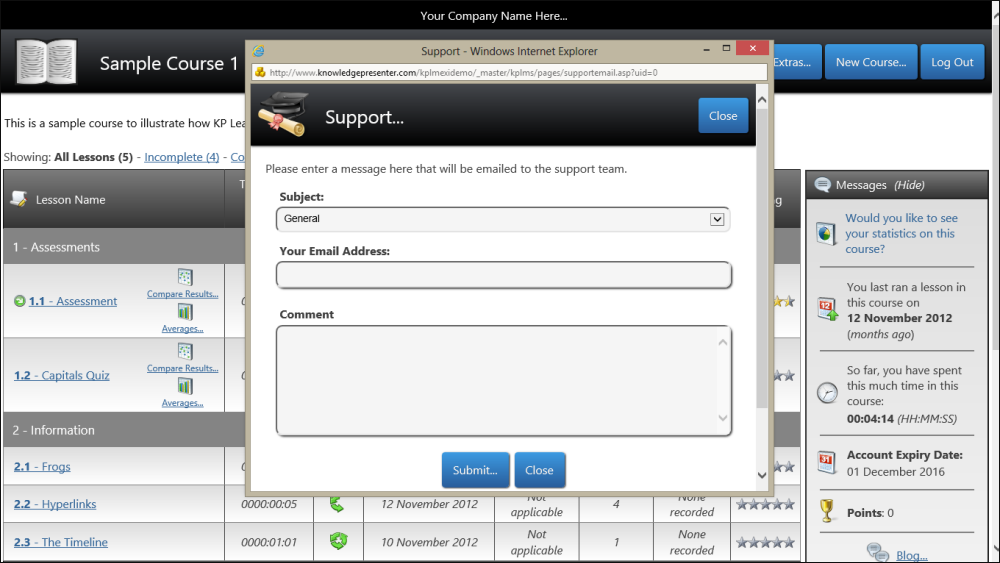 Your Company Name Here...
Sample Course 1
Extras...
New Course...
Log Out
This is a sample course to illustrate how KP Lea
Showing: All Lessons (5) - Incomplete (4) - Co
Lesson Name
1 - Assessments
1.1 - Assessment
Compare Results...
Averages...
1.2 - Capitals Quiz
Compare Results...
Averages...
2 - Information
2.1 - Frogs
2.2 - Hyperlinks
0000:00:05
12 November 2012
Not applicable
4
None recorded
2.3 - The Timeline
0000:01:01
10 November 2012
Not applicable
1
None recorded
Support - Windows Internet Explorer
http://www.knowledgepresenter.com/kplmexidemo/_master/kplms/pages/supportemail.asp?uid=0
Support...
Close
Please enter a message here that will be emailed to the support team.
Subject:
General
Your Email Address:
Comment
Submit...
Close
Messages (Hide)
Would you like to see
your statistics on this
course?
You last ran a lesson in
this course on
12 November 2012
(months ago)
So far, you have spent
this much time in this
course:
00:04:14 (HH:MM:SS)
Account Expiry Date:
01 December 2016
Points: 0
Blog...